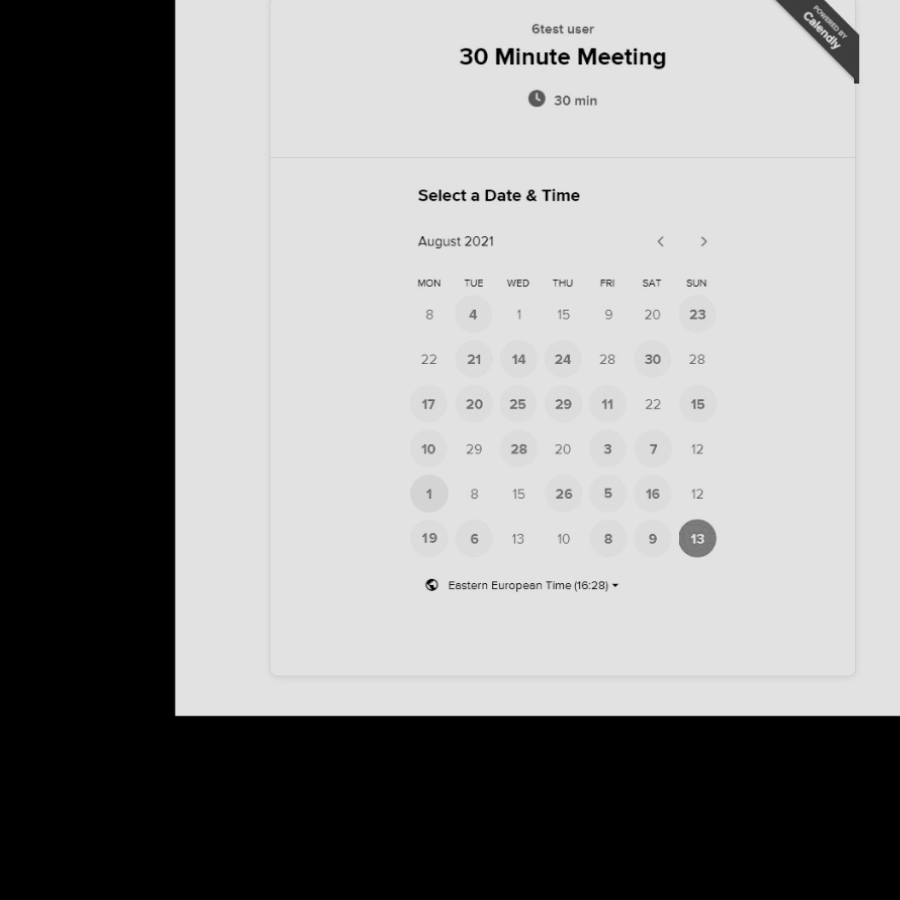 POWERED BY
Calendly
6test user
30 Minute Meeting
30 min
Select a Date & Time
August 2021
MON TUE WED THU FRI SAT SUN
8 4 1 15 9 20 23
22 21 14 24 28 30 28
17 20 25 29 11 22 15
10 29 28 20 3 7 12
1 8 15 26 5 16 12
19 6 13 10 8 9 13
Eastern European Time (16:28)